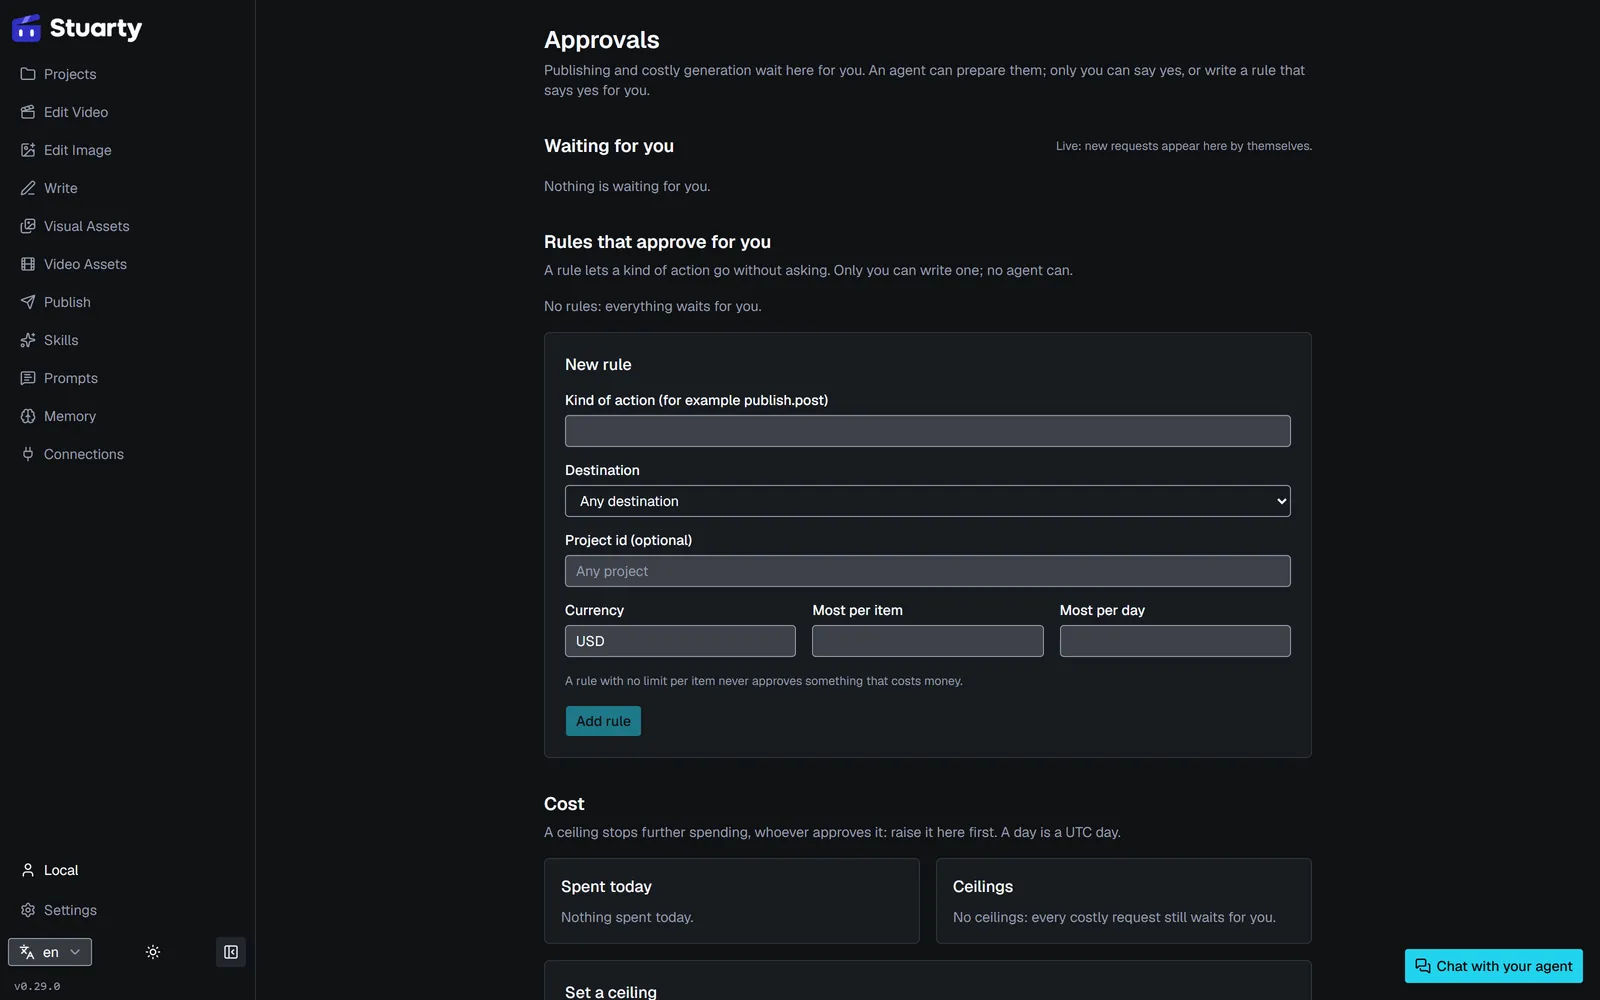 Stuarty
Projects
Edit Video
Edit Image
Write
Visual Assets
Video Assets
Publish
Skills
Prompts
Memory
Connections
Local
Settings
en
v0.29.0
Approvals
Publishing and costly generation wait here for you. An agent can prepare them; only you can say yes, or write a rule that
says yes for you.
Waiting for you
Live: new requests appear here by themselves.
Nothing is waiting for you.
Rules that approve for you
A rule lets a kind of action go without asking. Only you can write one; no agent can.
No rules: everything waits for you.
New rule
Kind of action (for example publish.post)
Destination
Any destination
Project id (optional)
Any project
Currency
Most per item
Most per day
USD
A rule with no limit per item never approves something that costs money.
Add rule
Cost
A ceiling stops further spending, whoever approves it: raise it here first. A day is a UTC day.
Spent today
Nothing spent today.
Ceilings
No ceilings: every costly request still waits for you.
Set a ceiling
Chat with your agent